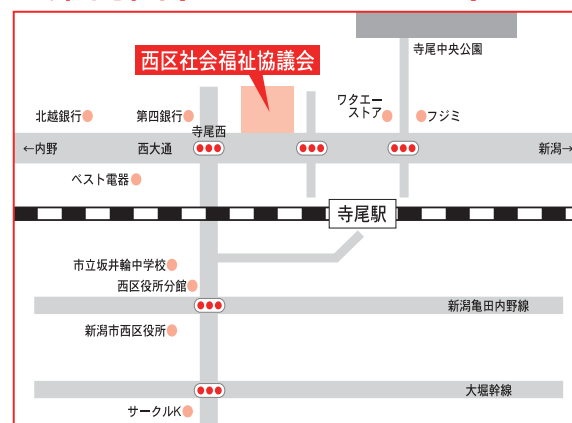 寺尾中央公園
西区社会福祉協議会
ワタエー
ストア
フジミ
北越銀行
第四銀行
寺尾西
←内野
西大通
新潟→
ベスト電器
寺尾駅
市立坂井輪中学校
西区役所分館
新潟亀田内野線
新潟市西区役所
大堀幹線
サークルK